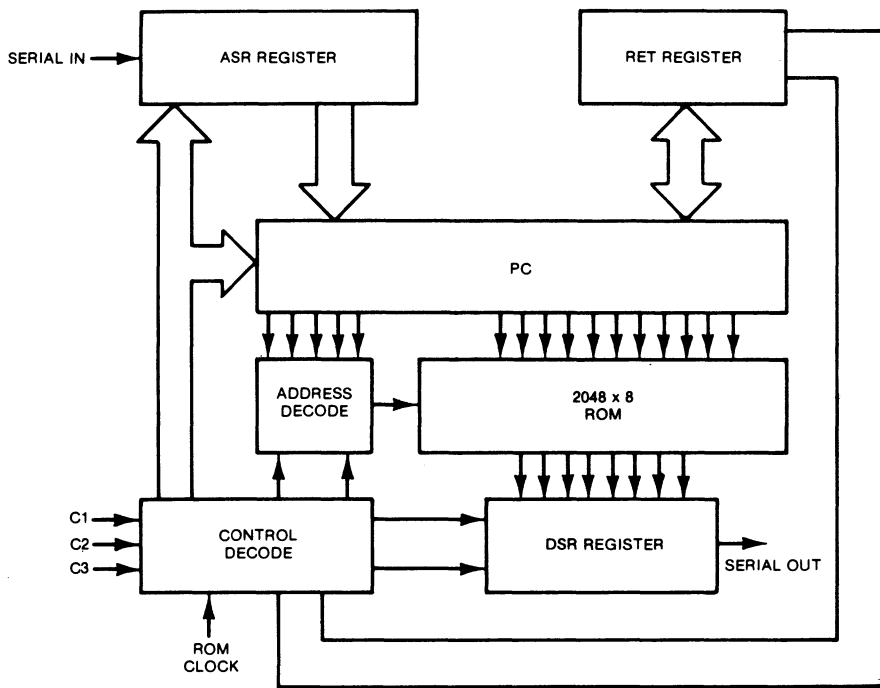 SERIAL IN
ASR REGISTER
RET REGISTER
PC
ADDRESS
DECODE
2048 x 8
ROM
C1
C2
C3
CONTROL
DECODE
DSR REGISTER
SERIAL OUT
ROM
CLOCK